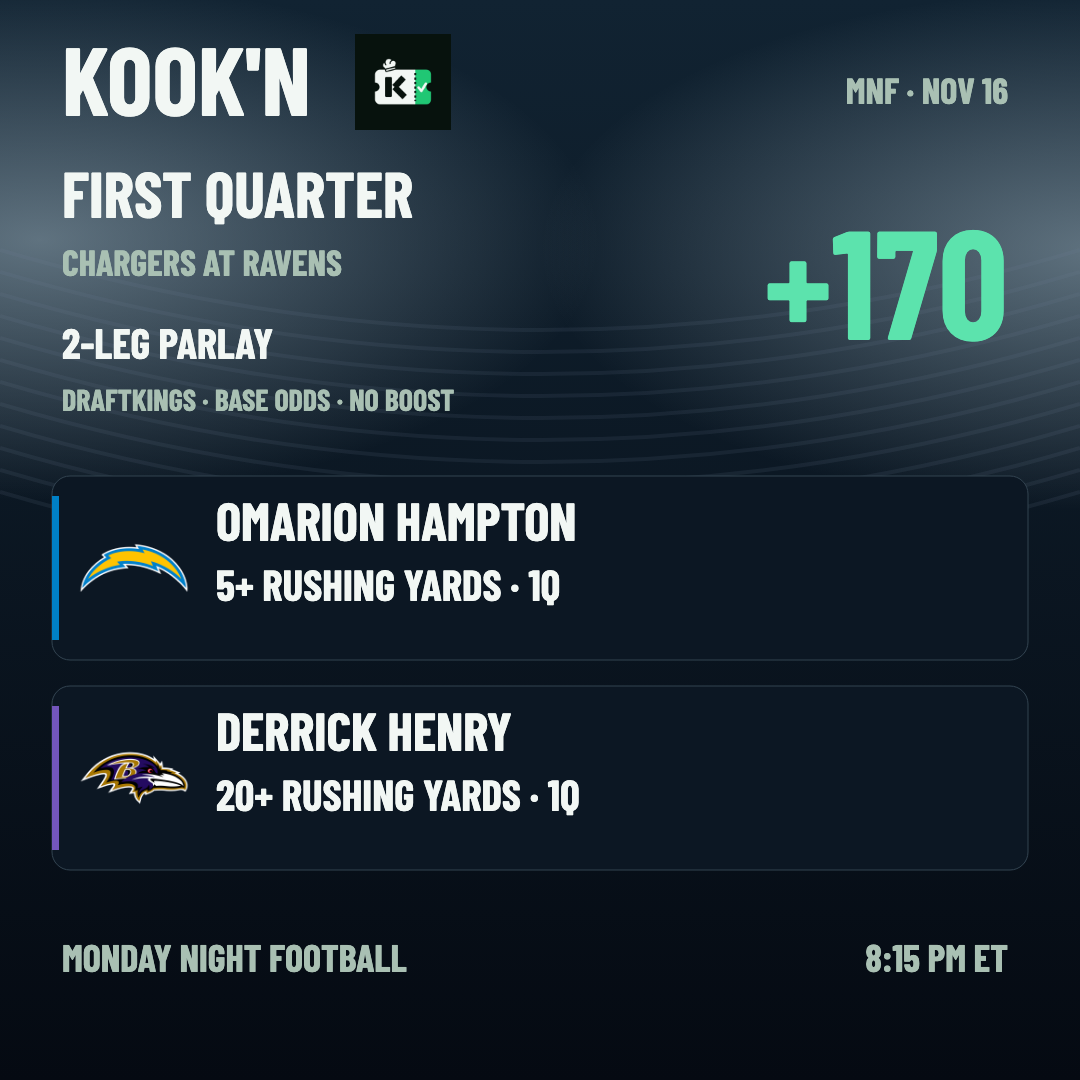 KOOK'N
K
MNF · NOV 16
FIRST QUARTER
CHARGERS AT RAVENS
+170
2-LEG PARLAY
DRAFTKINGS · BASE ODDS · NO BOOST
OMARION HAMPTON
5+ RUSHING YARDS · 1Q
B
DERRICK HENRY
20+ RUSHING YARDS · 1Q
MONDAY NIGHT FOOTBALL
8:15 PM ET